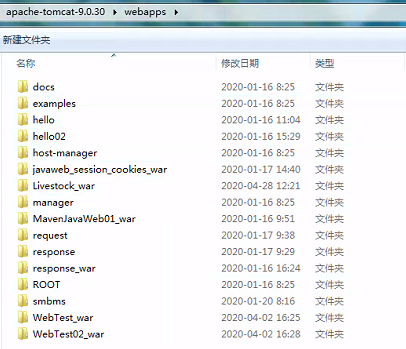 apache-tomcat-9.0.30 ▸ webapps ▸
新建文件夹
名称 修改日期 类型
docs 2020-01-16 8:25 文件夹
examples 2020-01-16 8:25 文件夹
hello 2020-01-16 11:04 文件夹
hello02 2020-01-16 15:29 文件夹
host-manager 2020-01-16 8:25 文件夹
javaweb_session_cookies_war 2020-01-17 14:40 文件夹
Livestock_war 2020-04-28 12:21 文件夹
manager 2020-01-16 8:25 文件夹
MavenJavaWeb01_war 2020-01-16 9:51 文件夹
request 2020-01-17 9:38 文件夹
response 2020-01-17 9:29 文件夹
response_war 2020-01-16 16:24 文件夹
ROOT 2020-01-16 8:25 文件夹
smbms 2020-01-20 8:16 文件夹
WebTest_war 2020-04-02 16:25 文件夹
WebTest02_war 2020-04-02 16:28 文件夹